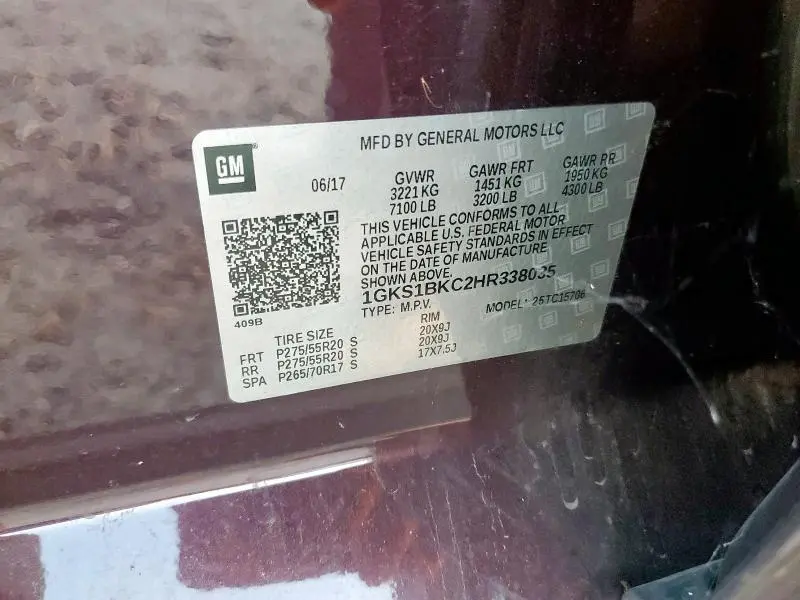 MFD BY GENERAL MOTORS LLC
GM
06/17
GVWR GAWR FRT GAWR RR
3221 KG 1451 KG 1950 KG
7100 LB 3200 LB 4300 LB
THIS VEHICLE CONFORMS TO ALL
APPLICABLE U.S. FEDERAL MOTOR
VEHICLE SAFETY STANDARDS IN EFFECT
ON THE DATE OF MANUFACTURE
SHOWN ABOVE.
1GKS1BKC2HR338035
TYPE: M.P.V. MODEL: 25TC15706
409B
TIRE SIZE RIM
FRT P275/55R20 S 20X9J
RR P275/55R20 S 20X9J
SPA P265/70R17 S 17X7.5J